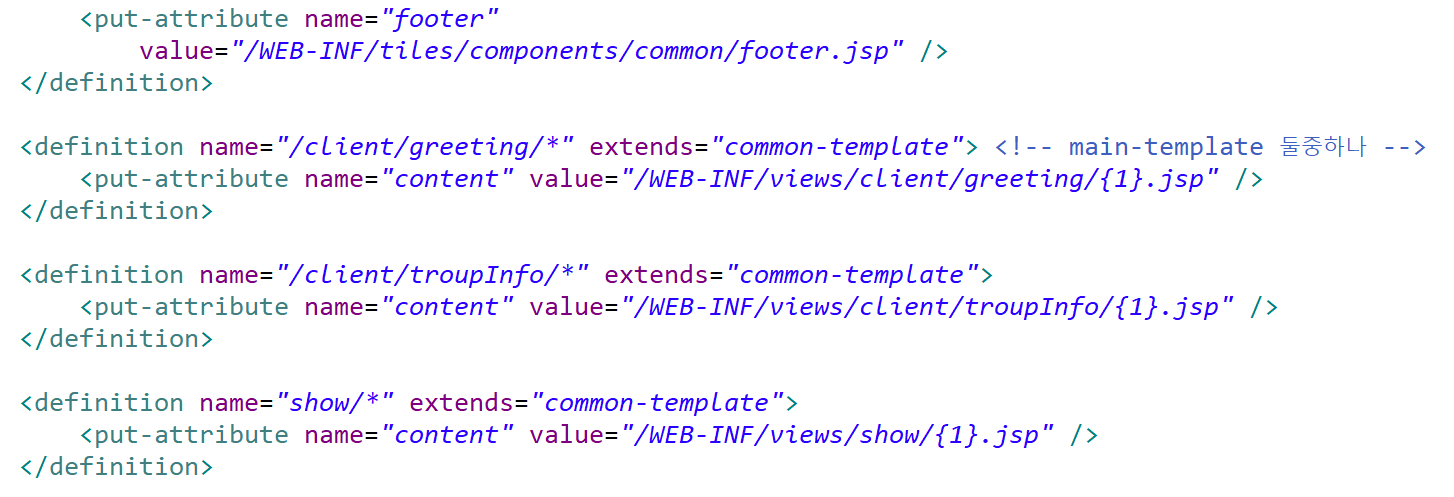 <put-attribute name="footer"
value="/WEB-INF/tiles/components/common/footer.jsp" />
</definition>
<definition name="/client/greeting/*" extends="common-template"> <!-- main-template 둘중하나 -->
<put-attribute name="content" value="/WEB-INF/views/client/greeting/{1}.jsp" />
</definition>
<definition name="/client/troupInfo/*" extends="common-template">
<put-attribute name="content" value="/WEB-INF/views/client/troupInfo/{1}.jsp" />
</definition>
<definition name="show/*" extends="common-template">
<put-attribute name="content" value="/WEB-INF/views/show/{1}.jsp" />
</definition>